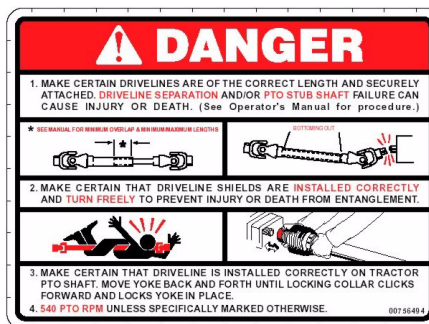 DANGER
1. MAKE CERTAIN DRIVELINES ARE OF THE CORRECT LENGTH AND SECURELY
ATTACHED. DRIVELINE SEPARATION AND/OR PTO STUB SHAFT FAILURE CAN
CAUSE INJURY OR DEATH. (See Operator's Manual for procedure.)
* SEE MANUAL FOR MINIMUM OVERLAP & MINIMUM/MAXIMUM LENGTHS
*
BOTTOMING OUT
2. MAKE CERTAIN THAT DRIVELINE SHIELDS ARE INSTALLED CORRECTLY
AND TURN FREELY TO PREVENT INJURY OR DEATH FROM ENTANGLEMENT.
3. MAKE CERTAIN THAT DRIVELINE IS INSTALLED CORRECTLY ON TRACTOR
PTO SHAFT. MOVE YOKE BACK AND FORTH UNTIL LOCKING COLLAR CLICKS
FORWARD AND LOCKS YOKE IN PLACE.
4. 540 PTO RPM UNLESS SPECIFICALLY MARKED OTHERWISE.
00756494